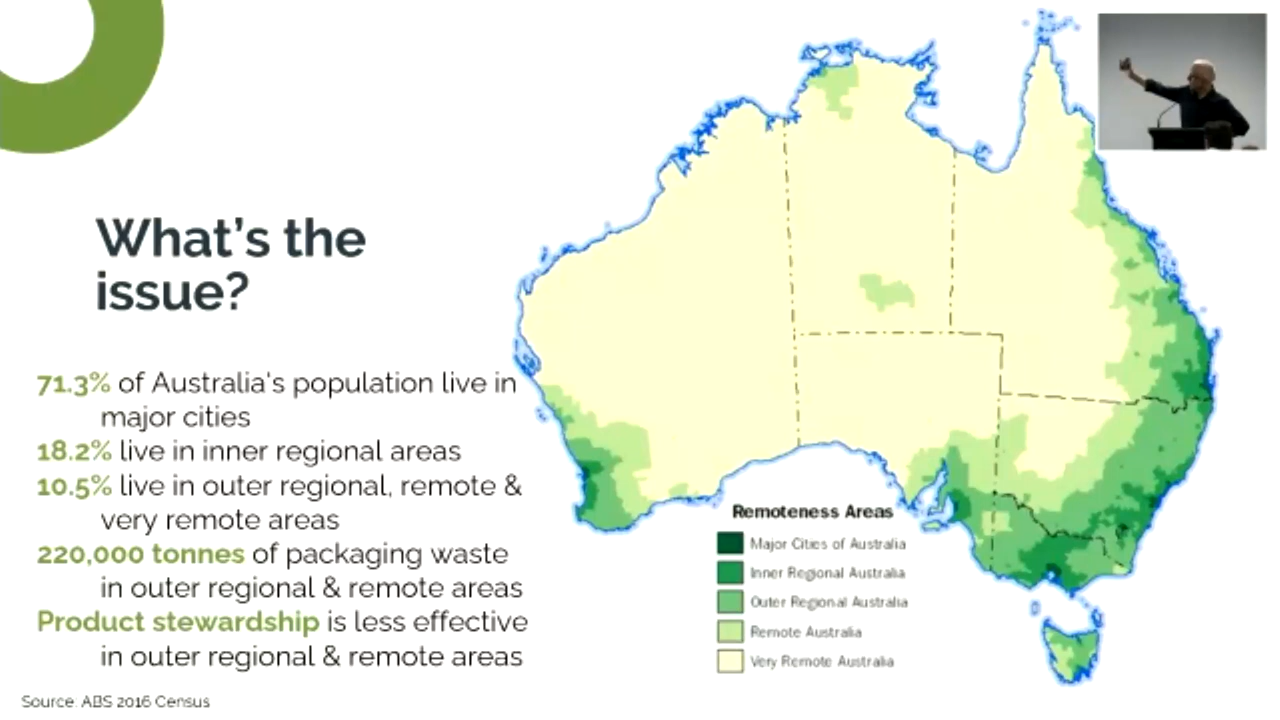 What's the
issue?
71.3% of Australia's population live in
major cities
18.2% live in inner regional areas
10.5% live in outer regional, remote &
very remote areas
220,000 tonnes of packaging waste
in outer regional & remote areas
Product stewardship is less effective
in outer regional & remote areas
Source: ABS 2016 Census
Remoteness Areas
Major Cities of Australia
Inner Regional Australia
Outer Regional Australia
Remote Australia
Very Remote Australia